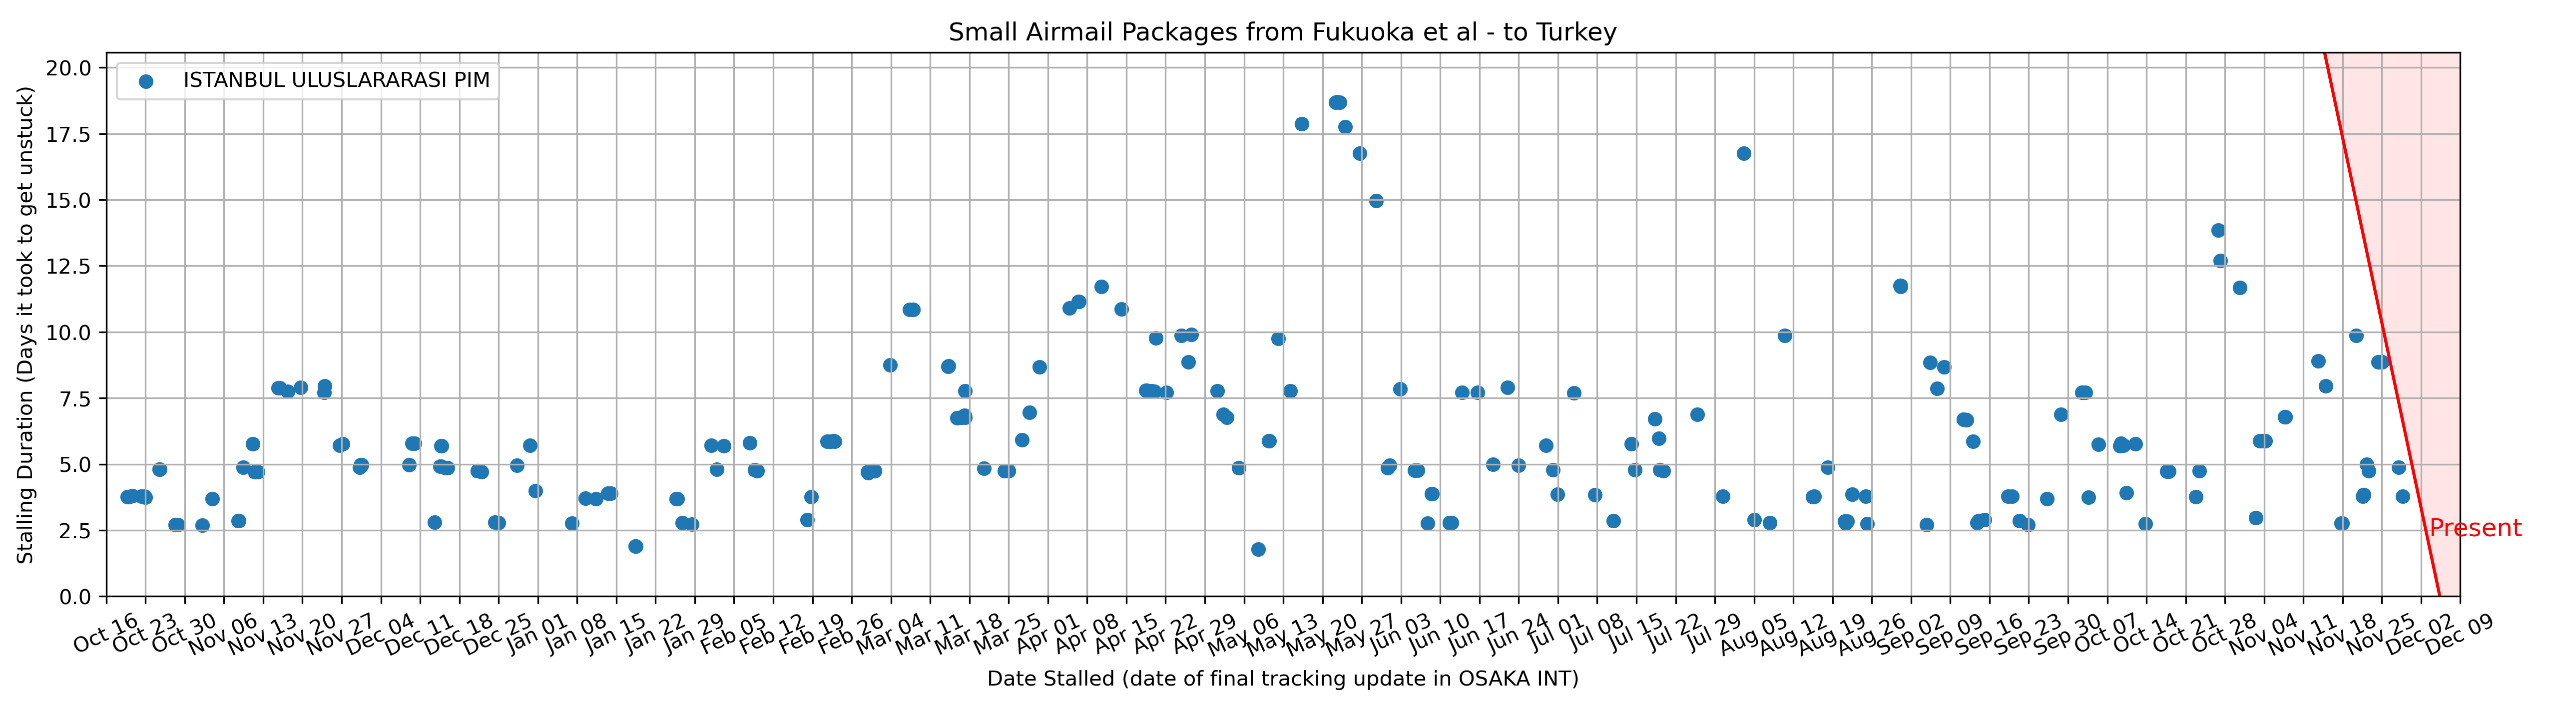 Small Airmail Packages from Fukuoka et al - to Turkey
ISTANBUL ULUSLARARASI PIM
Stalling Duration (Days it took to get unstuck)
20.0
17.5
15.0
12.5
10.0
7.5
5.0
2.5
0.0
Present
Oct 16
Oct 23
Oct 30
Nov 06
Nov 13
Nov 20
Nov 27
Dec 04
Dec 11
Dec 18
Dec 25
Jan 01
Jan 08
Jan 15
Jan 22
Jan 29
Feb 05
Feb 12
Feb 19
Feb 26
Mar 04
Mar 11
Mar 18
Mar 25
Apr 01
Apr 08
Apr 15
Apr 22
Apr 29
May 06
May 13
May 20
May 27
Jun 03
Jun 10
Jun 17
Jun 24
Jul 01
Jul 08
Jul 15
Jul 22
Jul 29
Aug 05
Aug 12
Aug 19
Aug 26
Sep 02
Sep 09
Sep 16
Sep 23
Sep 30
Oct 07
Oct 14
Oct 21
Oct 28
Nov 04
Nov 11
Nov 18
Nov 25
Dec 02
Dec 09
Date Stalled (date of final tracking update in OSAKA INT)